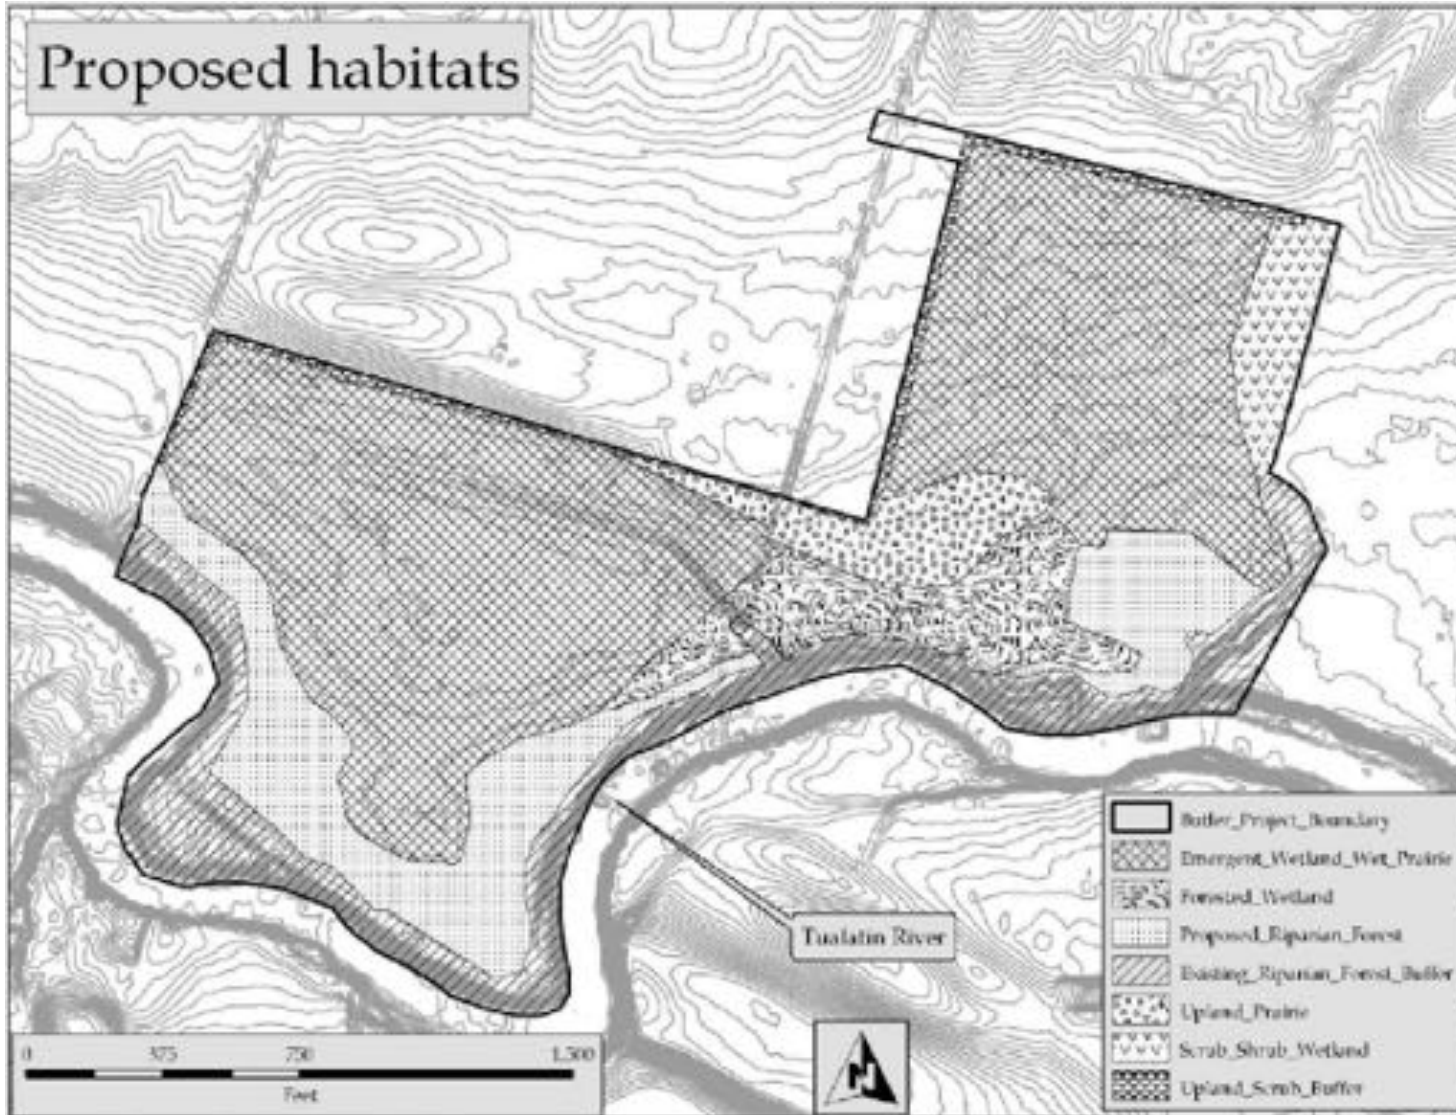 Proposed habitats
Tualatin River
Butler_Project_Boundary
Emergent_Wetland_Wet_Prairie
Forested_Wetland
Proposed_Riparian_Forest
Existing_Riparian_Forest_Buffer
Upland_Prairie
Scrub_Shrub_Wetland
Upland_Scrub_Buffer
0 375 750 1,500
Feet
N